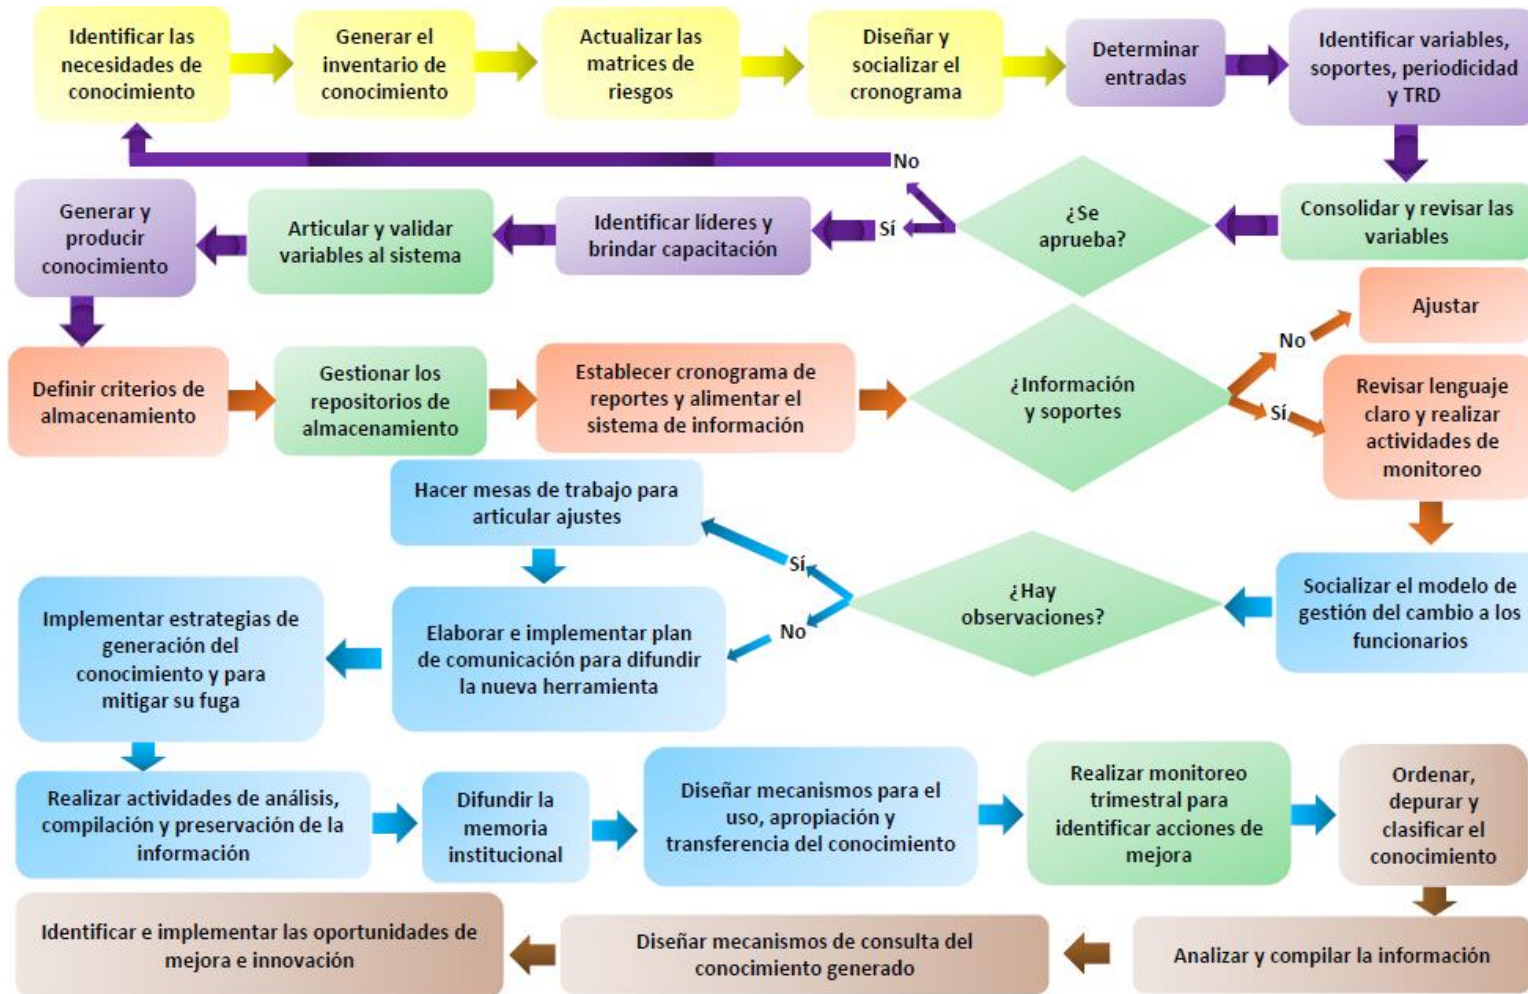 Identificar las
necesidades de
conocimiento
Generar el
inventario de
conocimiento
Actualizar las
matrices de
riesgos
Diseñar y
socializar el
cronograma
Determinar
entradas
Identificar variables,
soportes, periodicidad
y TRD
Consolidar y revisar las
variables
¿Se
aprueba?
No
Sí
Identificar líderes y
brindar capacitación
Articular y validar
variables al sistema
Generar y
producir
conocimiento
Definir criterios de
almacenamiento
Gestionar los
repositorios de
almacenamiento
Establecer cronograma de
reportes y alimentar el
sistema de información
¿Información
y soportes
No
Ajustar
Sí
Revisar lenguaje
claro y realizar
actividades de
monitoreo
Socializar el modelo de
gestión del cambio a los
funcionarios
¿Hay
observaciones?
Sí
Hacer mesas de trabajo para
articular ajustes
No
Elaborar e implementar plan
de comunicación para difundir
la nueva herramienta
Implementar estrategias de
generación del
conocimiento y para
mitigar su fuga
Realizar actividades de análisis,
compilación y preservación de la
información
Difundir la
memoria
institucional
Diseñar mecanismos para el
uso, apropiación y
transferencia del conocimiento
Realizar monitoreo
trimestral para
identificar acciones de
mejora
Ordenar,
depurar y
clasificar el
conocimiento
Analizar y compilar la información
Diseñar mecanismos de consulta del
conocimiento generado
Identificar e implementar las oportunidades de
mejora e innovación